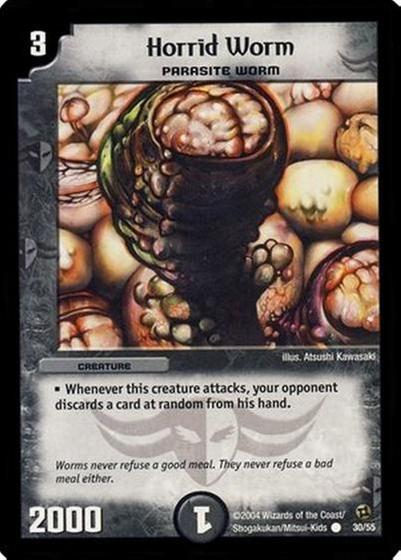 3
Horrid Worm
PARASITE WORM
illus. Atsushi Kawasaki
CREATURE
▪ Whenever this creature attacks, your opponent
discards a card at random from his hand.
Worms never refuse a good meal. They never refuse a bad
meal either.
2000
1
©2004 Wizards of the Coast/
Shogakukan/Mitsui-Kids
30/55